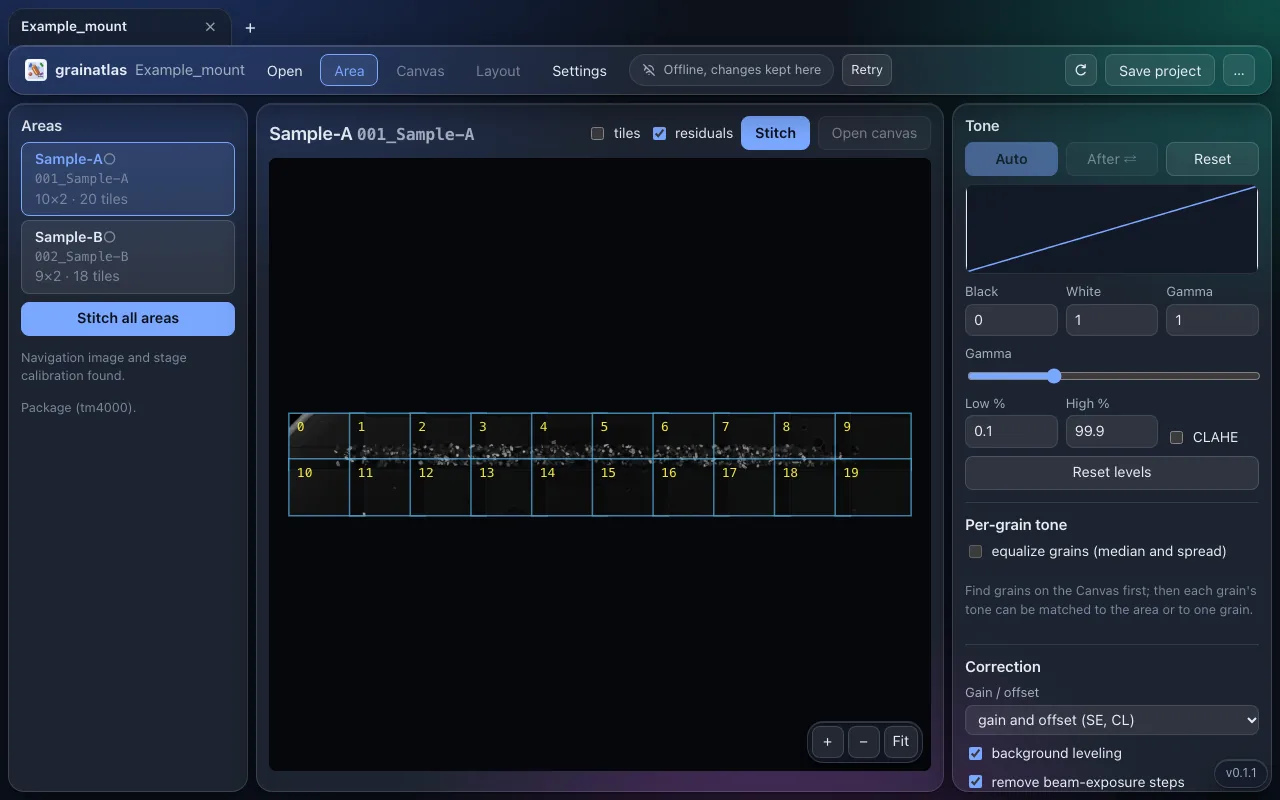 Example_mount × +
grainatlas Example_mount Open Area Canvas Layout Settings Offline, changes kept here Retry Save project ...
Areas
Sample-A
001_Sample-A
10×2 · 20 tiles
Sample-B
002_Sample-B
9×2 · 18 tiles
Stitch all areas
Navigation image and stage
calibration found.
Package (tm4000).
Sample-A 001_Sample-A tiles residuals Stitch Open canvas
0 1 2 3 4 5 6 7 8 9
10 11 12 13 14 15 16 17 18 19
+ − Fit
Tone
Auto After ⇌ Reset
Black White Gamma
0 1 1
Gamma
Low % High %
0.1 99.9 CLAHE
Reset levels
Per-grain tone
equalize grains (median and spread)
Find grains on the Canvas first; then each grain's
tone can be matched to the area or to one grain.
Correction
Gain / offset
gain and offset (SE, CL)
background leveling
remove beam-exposure steps
v0.1.1